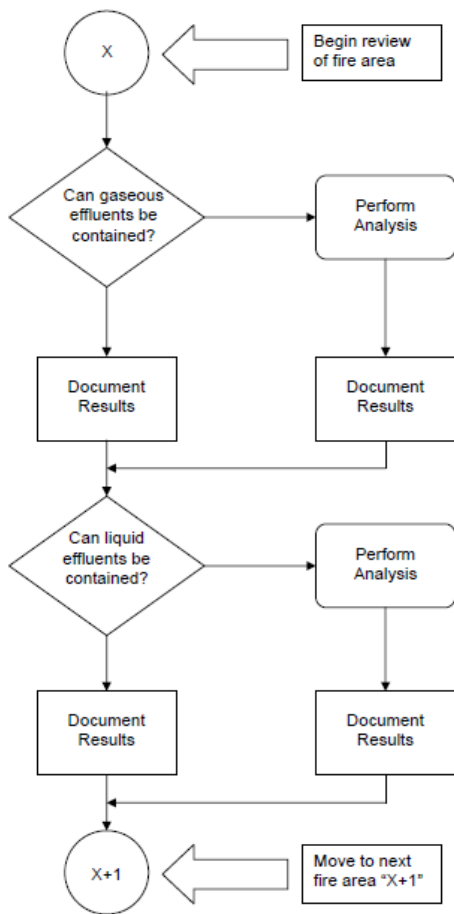 X
Begin review
of fire area
Can gaseous
effluents be
contained?
Perform
Analysis
Document
Results
Document
Results
Can liquid
effluents be
contained?
Perform
Analysis
Document
Results
Document
Results
X+1
Move to next
fire area “X+1”